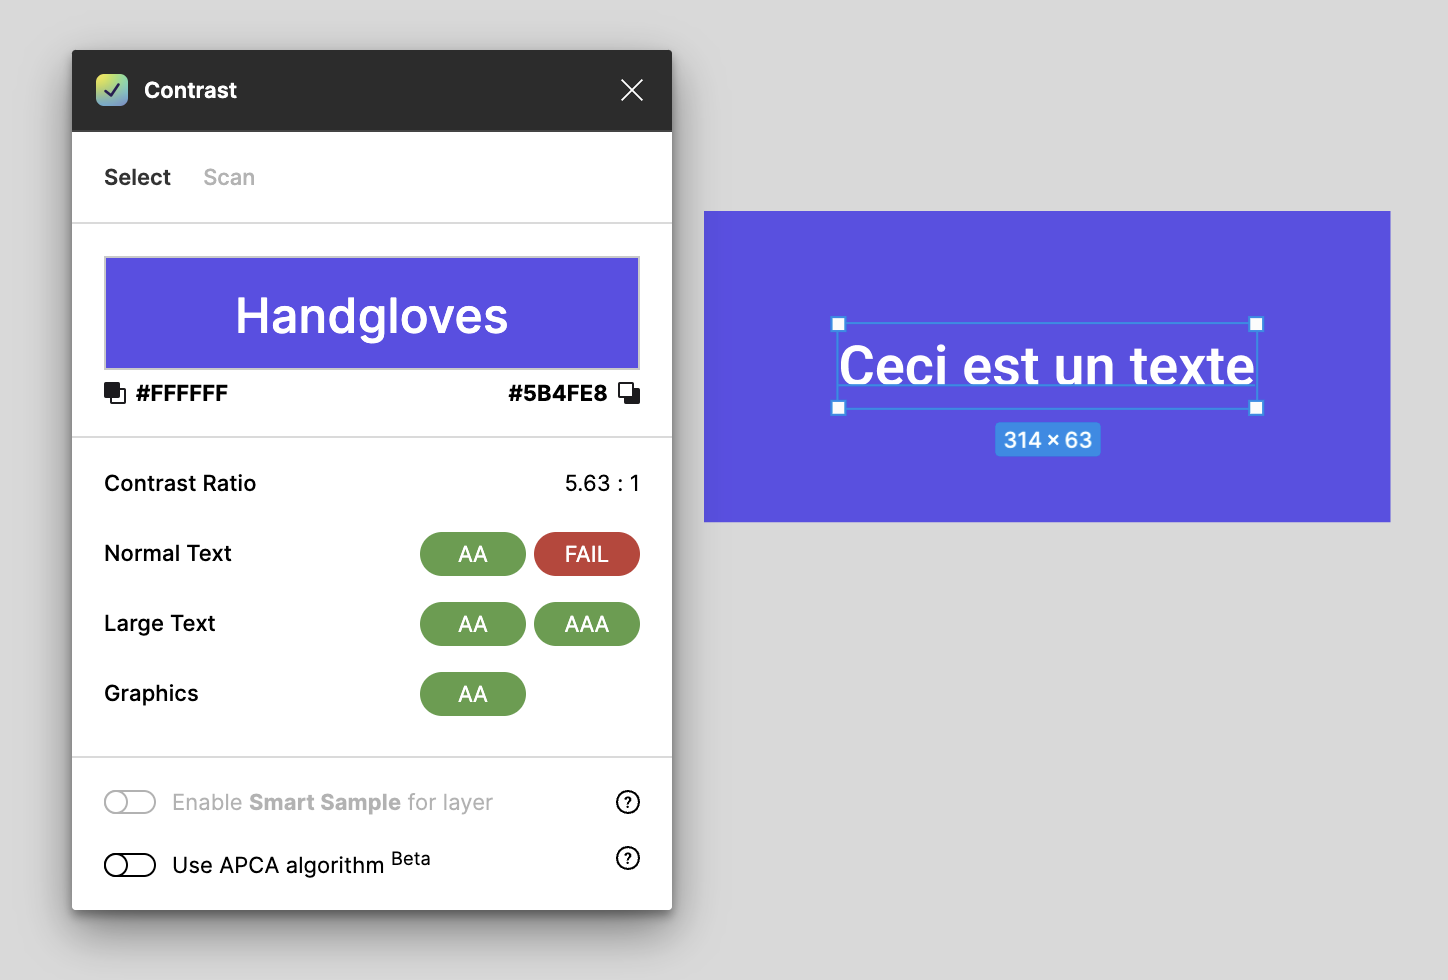 Contrast
Select Scan
Handgloves
#FFFFFF #5B4FE8
Contrast Ratio 5.63 : 1
Normal Text AA FAIL
Large Text AA AAA
Graphics AA
Enable Smart Sample for layer ?
Use APCA algorithm Beta ?
Ceci est un texte
314 × 63